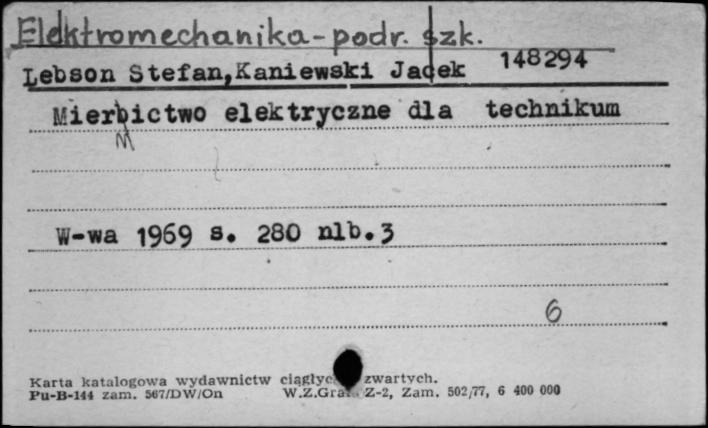 Elektromechanika - podr. szk.
Lebson Stefan, Kaniewski Jacek 148294
Mierbictwo elektryczne dla technikum
n
W-wa 1969 s. 280 nlb. 3
6
Karta katalogowa wydawnictw zwartych.
Pu-B-144 zam. 567/DW/On W.Z.Graf. Z-2, Zam. 502/77, 6 400 000